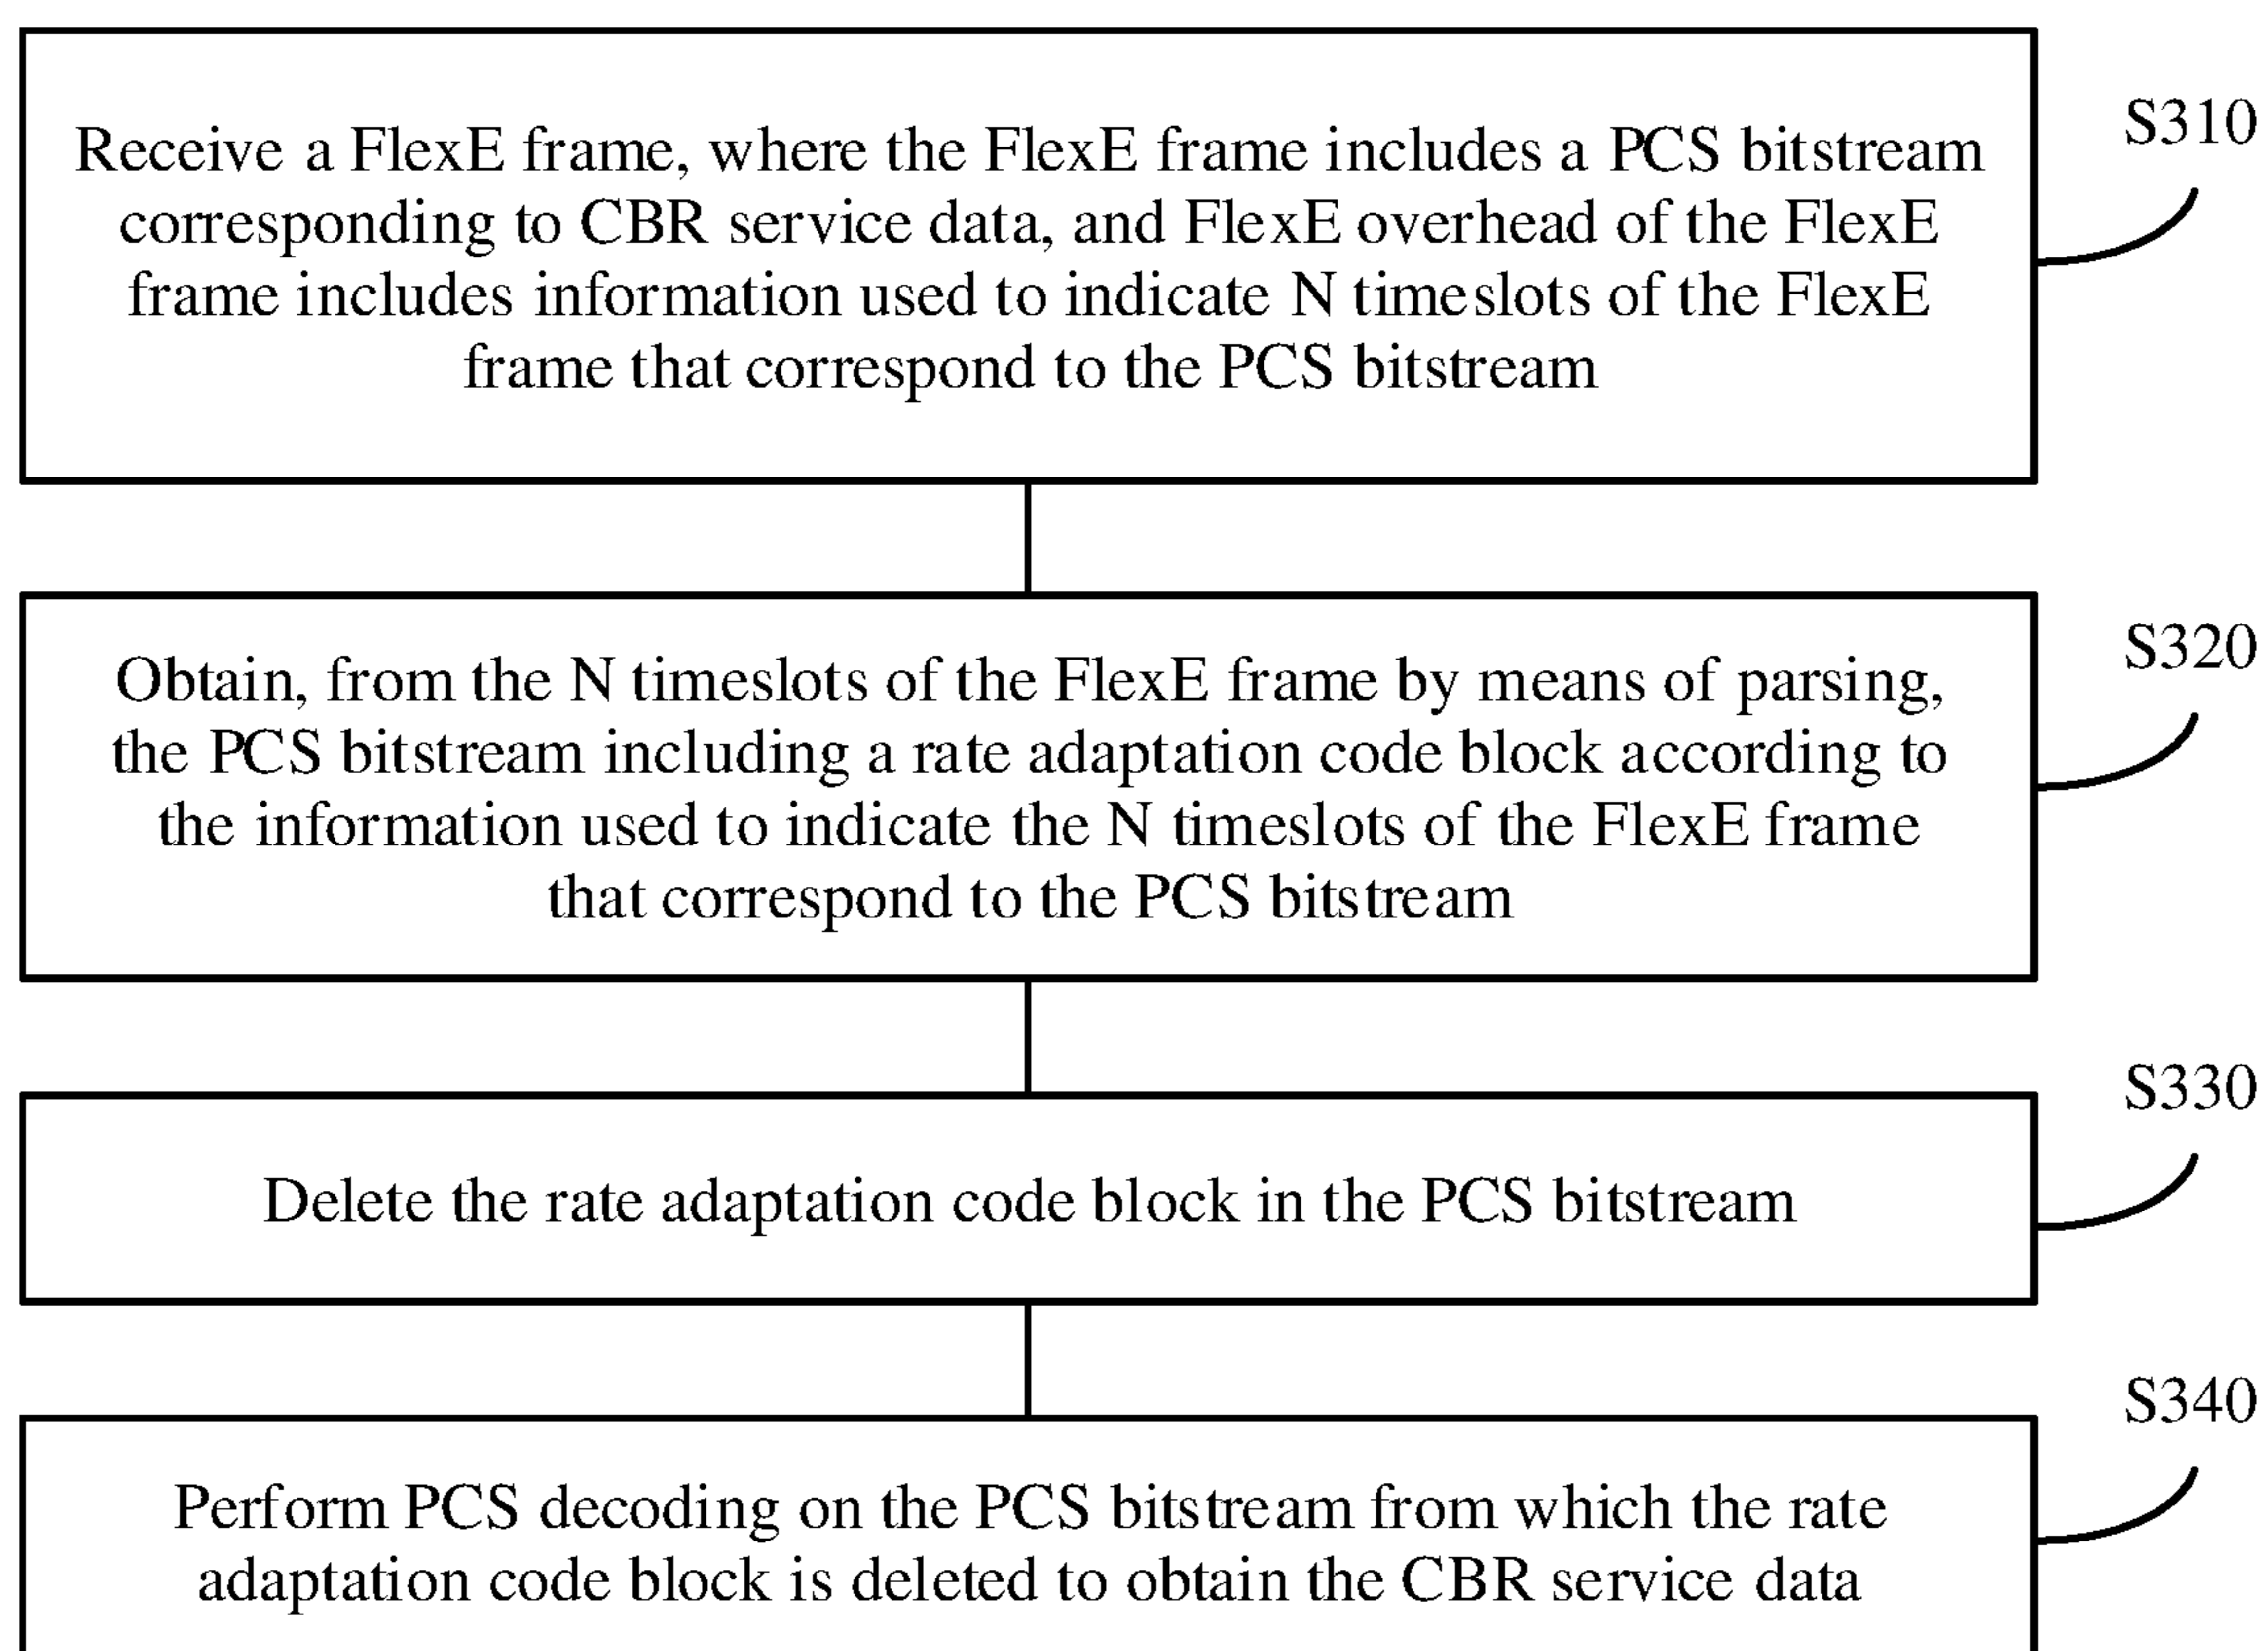 Receive a FlexE frame, where the FlexE frame includes a PCS bitstream
corresponding to CBR service data, and FlexE overhead of the FlexE
frame includes information used to indicate N timeslots of the FlexE
frame that correspond to the PCS bitstream
S310
Obtain, from the N timeslots of the FlexE frame by means of parsing,
the PCS bitstream including a rate adaptation code block according to
the information used to indicate the N timeslots of the FlexE frame
that correspond to the PCS bitstream
S320
Delete the rate adaptation code block in the PCS bitstream
S330
Perform PCS decoding on the PCS bitstream from which the rate
adaptation code block is deleted to obtain the CBR service data
S340